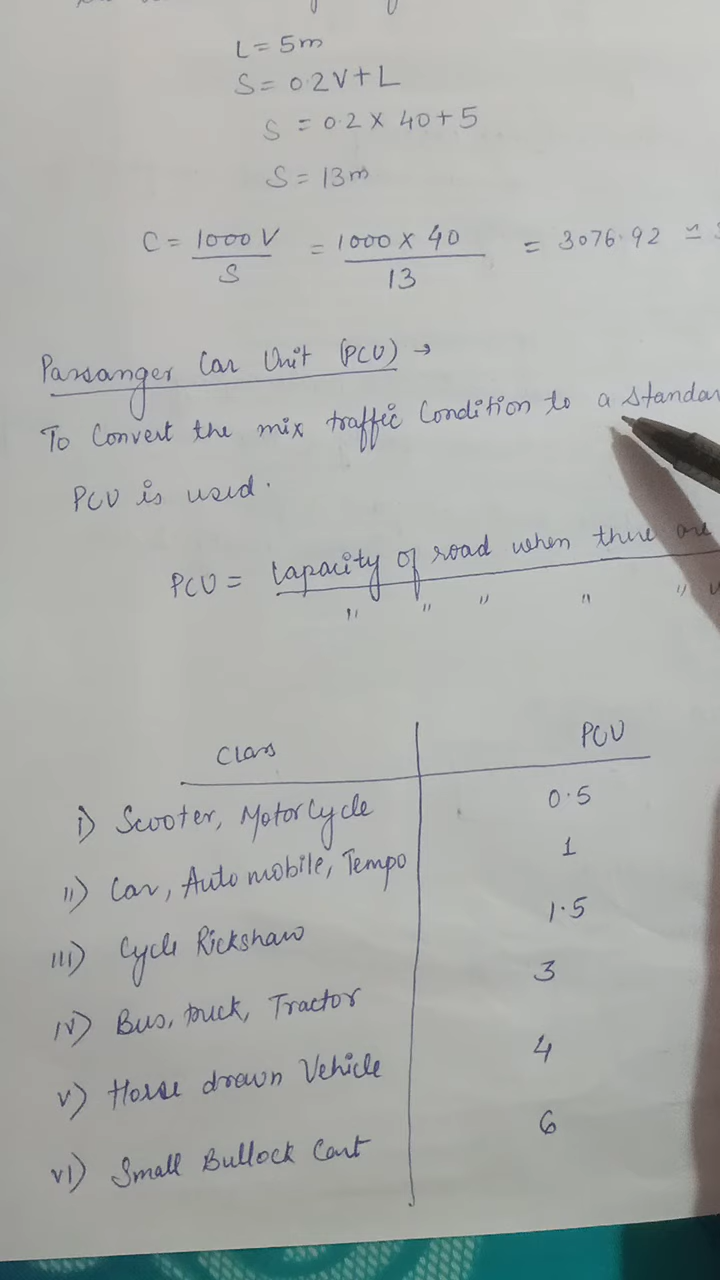 L = 5m
S = 0.2V + L
S = 0.2 × 40 + 5
S = 13m
C = 1000 V / S = 1000 × 40 / 13 = 3076.92 ≃
Passanger Car Unit (PCU) →
To Convert the mix traffic Condition to a Standar
PCU is used.
PCU = Capacity of road when there are
" " " " "
Class PCU
i) Scooter, Motorcycle 0.5
ii) Car, Auto mobile, Tempo 1
iii) Cycle Rickshaw 1.5
iv) Bus, truck, Tractor 3
v) Horse drawn Vehicle 4
vi) Small Bullock Cart 6